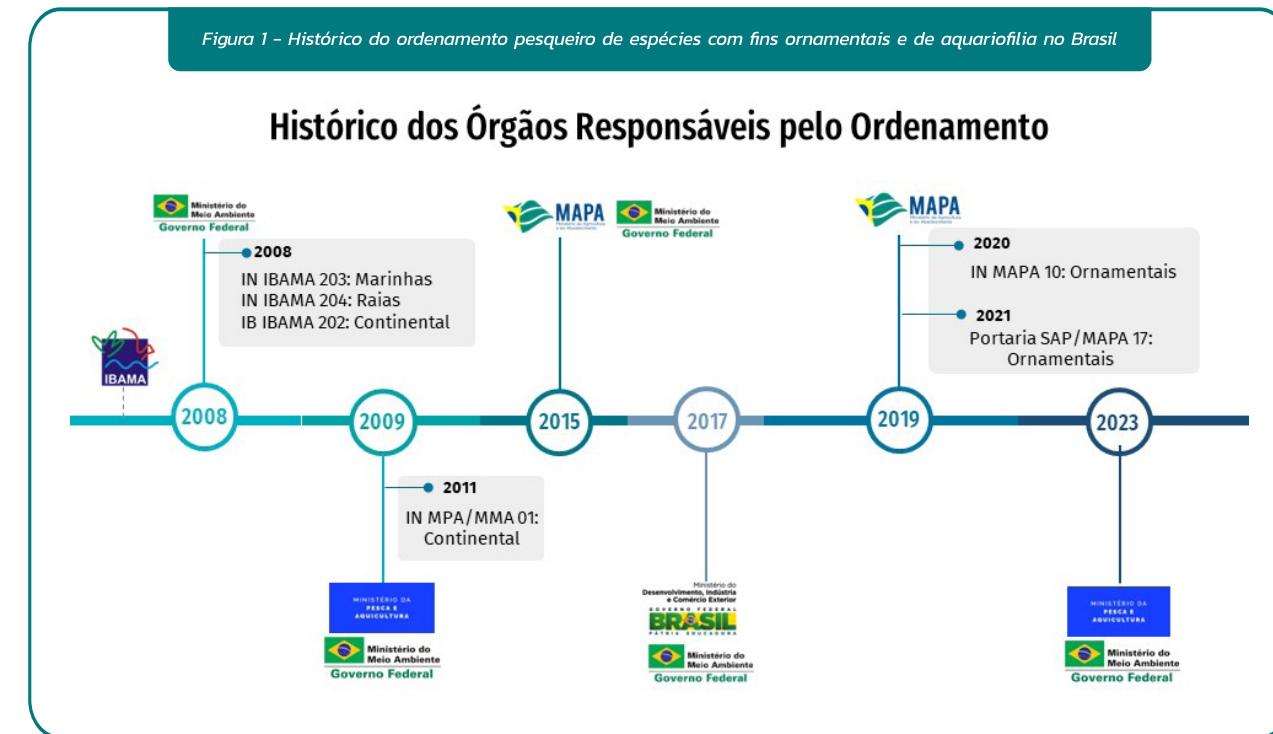 Figura 1 - Histórico do ordenamento pesqueiro de espécies com fins ornamentais e de aquariofilia no Brasil
Histórico dos Órgãos Responsáveis pelo Ordenamento
Ministério do
Meio Ambiente
Governo Federal
2008
IN IBAMA 203: Marinhas
IN IBAMA 204: Raias
IB IBAMA 202: Continental
MAPA
Ministério do
Meio Ambiente
Governo Federal
MAPA
2020
IN MAPA 10: Ornamentais
2021
Portaria SAP/MAPA 17:
Ornamentais
IBAMA
2008
2009
2015
2017
2019
2023
2011
IN MPA/MMA 01:
Continental
MINISTÉRIO DA
PESCA E
AQUICULTURA
Ministério do
Meio Ambiente
Governo Federal
Ministério do
Desenvolvimento, Indústria
e Comércio Exterior
GOVERNO FEDERAL
BRASIL
PÁTRIA EDUCADORA
Ministério do
Meio Ambiente
Governo Federal
MINISTÉRIO DA
PESCA E
AQUICULTURA
Ministério do
Meio Ambiente
Governo Federal